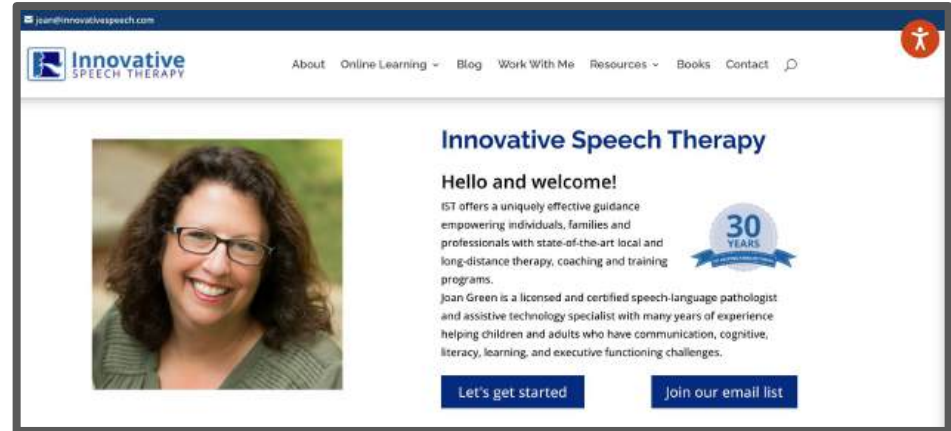 joan@innovativespeech.com
Innovative
SPEECH THERAPY
About Online Learning Blog Work With Me Resources Books Contact
Innovative Speech Therapy
Hello and welcome!
IST offers a uniquely effective guidance
empowering individuals, families and
professionals with state-of-the-art local and
long-distance therapy, coaching and training
programs.
30
YEARS
Joan Green is a licensed and certified speech-language pathologist
and assistive technology specialist with many years of experience
helping children and adults who have communication, cognitive,
literacy, learning, and executive functioning challenges.
Let's get started
Join our email list